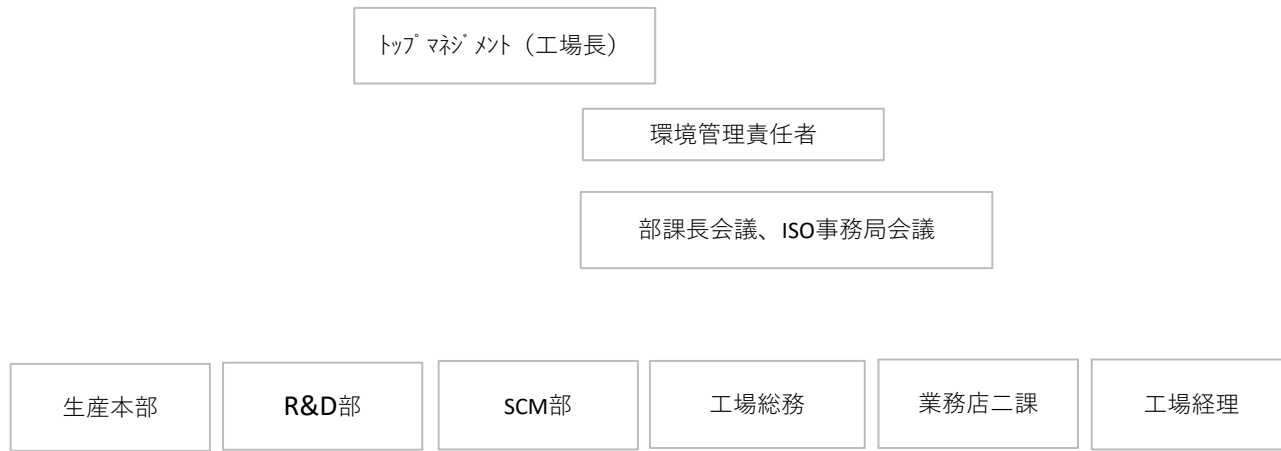 ﾄｯﾌﾟﾏﾈｼﾞﾒﾝﾄ（工場長）
環境管理責任者
部課長会議、ISO事務局会議
生産本部
R&D部
SCM部
工場総務
業務店二課
工場経理